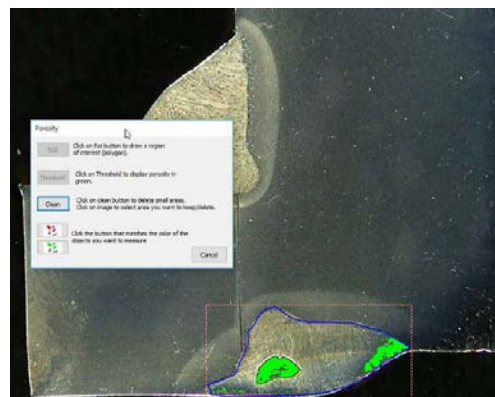 Porosity
Click on this button to draw a region
of interest (polygon).
Threshold
Click on Threshold to display porosity in
green.
Clean
Click on clean button to delete small areas.
Click on image to select area you want to keep/delete.
Click the button that matches the color of the
objects you want to measure
Cancel